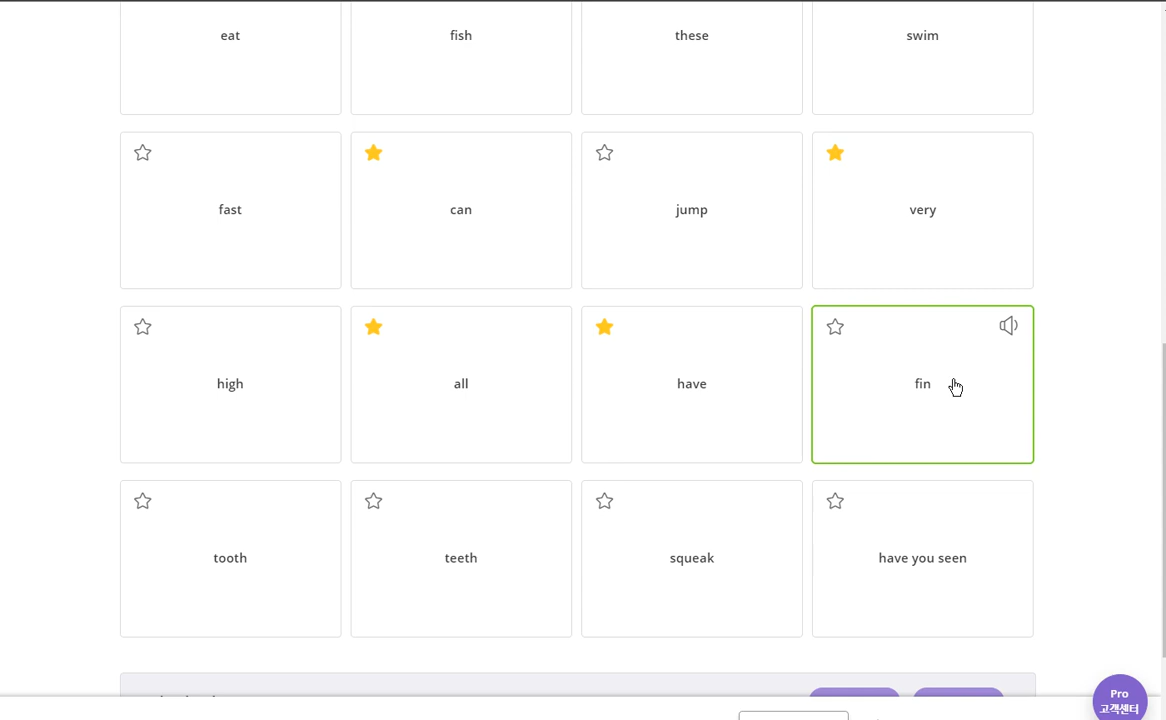 eat
fish
these
swim
fast
can
jump
very
high
all
have
fin
tooth
teeth
squeak
have you seen
Pro
고객센터